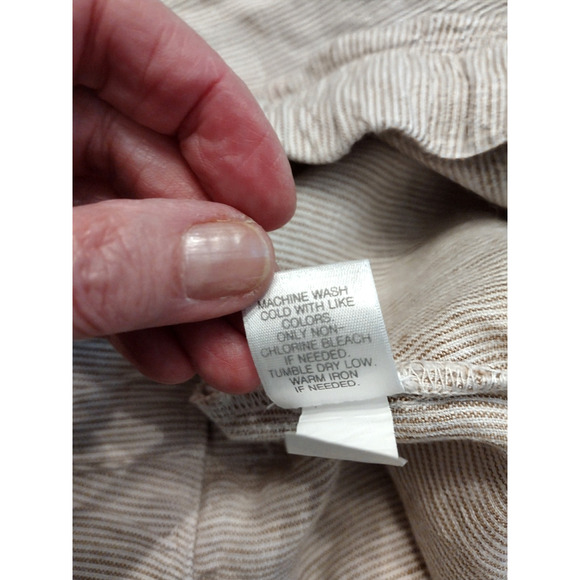 MACHINE WASH
COLD WITH LIKE
COLORS.
ONLY NON-
CHLORINE BLEACH
IF NEEDED.
TUMBLE DRY LOW.
WARM IRON
IF NEEDED.